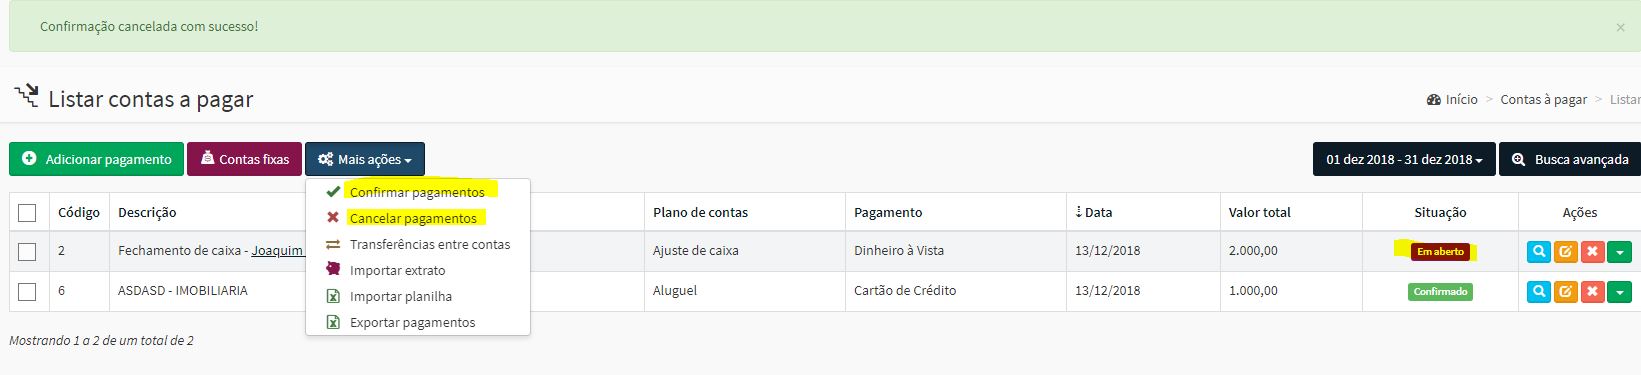 Confirmação cancelada com sucesso! ×
Listar contas a pagar
Início > Contas à pagar > Listar
Adicionar pagamento Contas fixas Mais ações 01 dez 2018 - 31 dez 2018 Busca avançada
Confirmar pagamentos
Cancelar pagamentos
Transferências entre contas
Importar extrato
Importar planilha
Exportar pagamentos
Código Descrição Plano de contas Pagamento Data Valor total Situação Ações
2 Fechamento de caixa - Joaquim Ajuste de caixa Dinheiro à Vista 13/12/2018 2.000,00 Em aberto
6 ASDASD - IMOBILIARIA Aluguel Cartão de Crédito 13/12/2018 1.000,00 Confirmado
Mostrando 1 a 2 de um total de 2